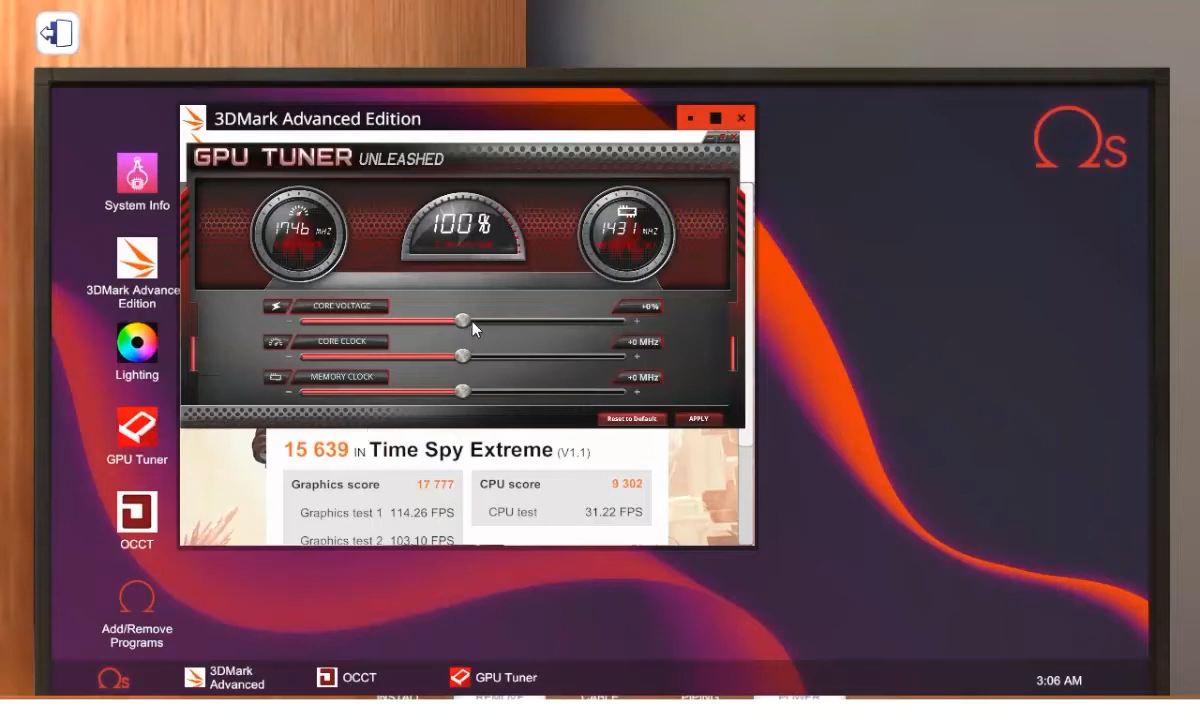 3DMark Advanced Edition
GPU TUNER UNLEASHED
1746 MHZ
100%
1431 MHZ
CORE VOLTAGE
+0%
CORE CLOCK
+0 MHz
MEMORY CLOCK
+0 MHz
Reset to Default
APPLY
15 639 IN Time Spy Extreme (V1.1)
Graphics score 17 777
Graphics test 1 114.26 FPS
Graphics test 2 103.10 FPS
CPU score 9 302
CPU test 31.22 FPS
System Info
3DMark Advance
Edition
Lighting
GPU Tuner
OCCT
Add/Remove
Programs
Ωs
Ωs
3DMark
Advanced
OCCT
GPU Tuner
3:06 AM